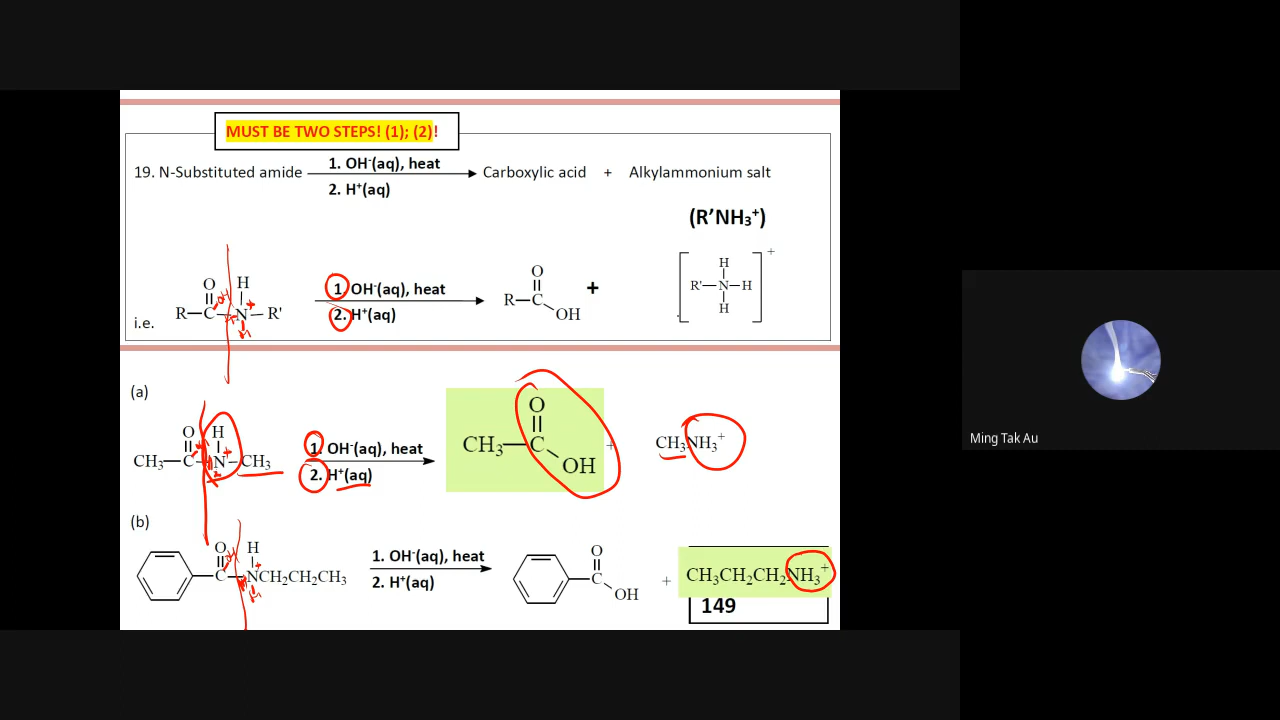 MUST BE TWO STEPS! (1); (2)!
19. N-Substituted amide 1. OH⁻(aq), heat Carboxylic acid + Alkylammonium salt
2. H⁺(aq)
(R’NH₃⁺)
i.e. R C O N H R' 1. OH⁻(aq), heat R C O OH + [R' N H H H]⁺
2. H⁺(aq)
(a)
CH₃ C O N H CH₃ 1. OH⁻(aq), heat CH₃ C O OH + CH₃NH₃⁺
2. H⁺(aq)
(b)
C O N H CH₂CH₂CH₃ 1. OH⁻(aq), heat C O OH + CH₃CH₂CH₂NH₃⁺
2. H⁺(aq)
149
Ming Tak Au